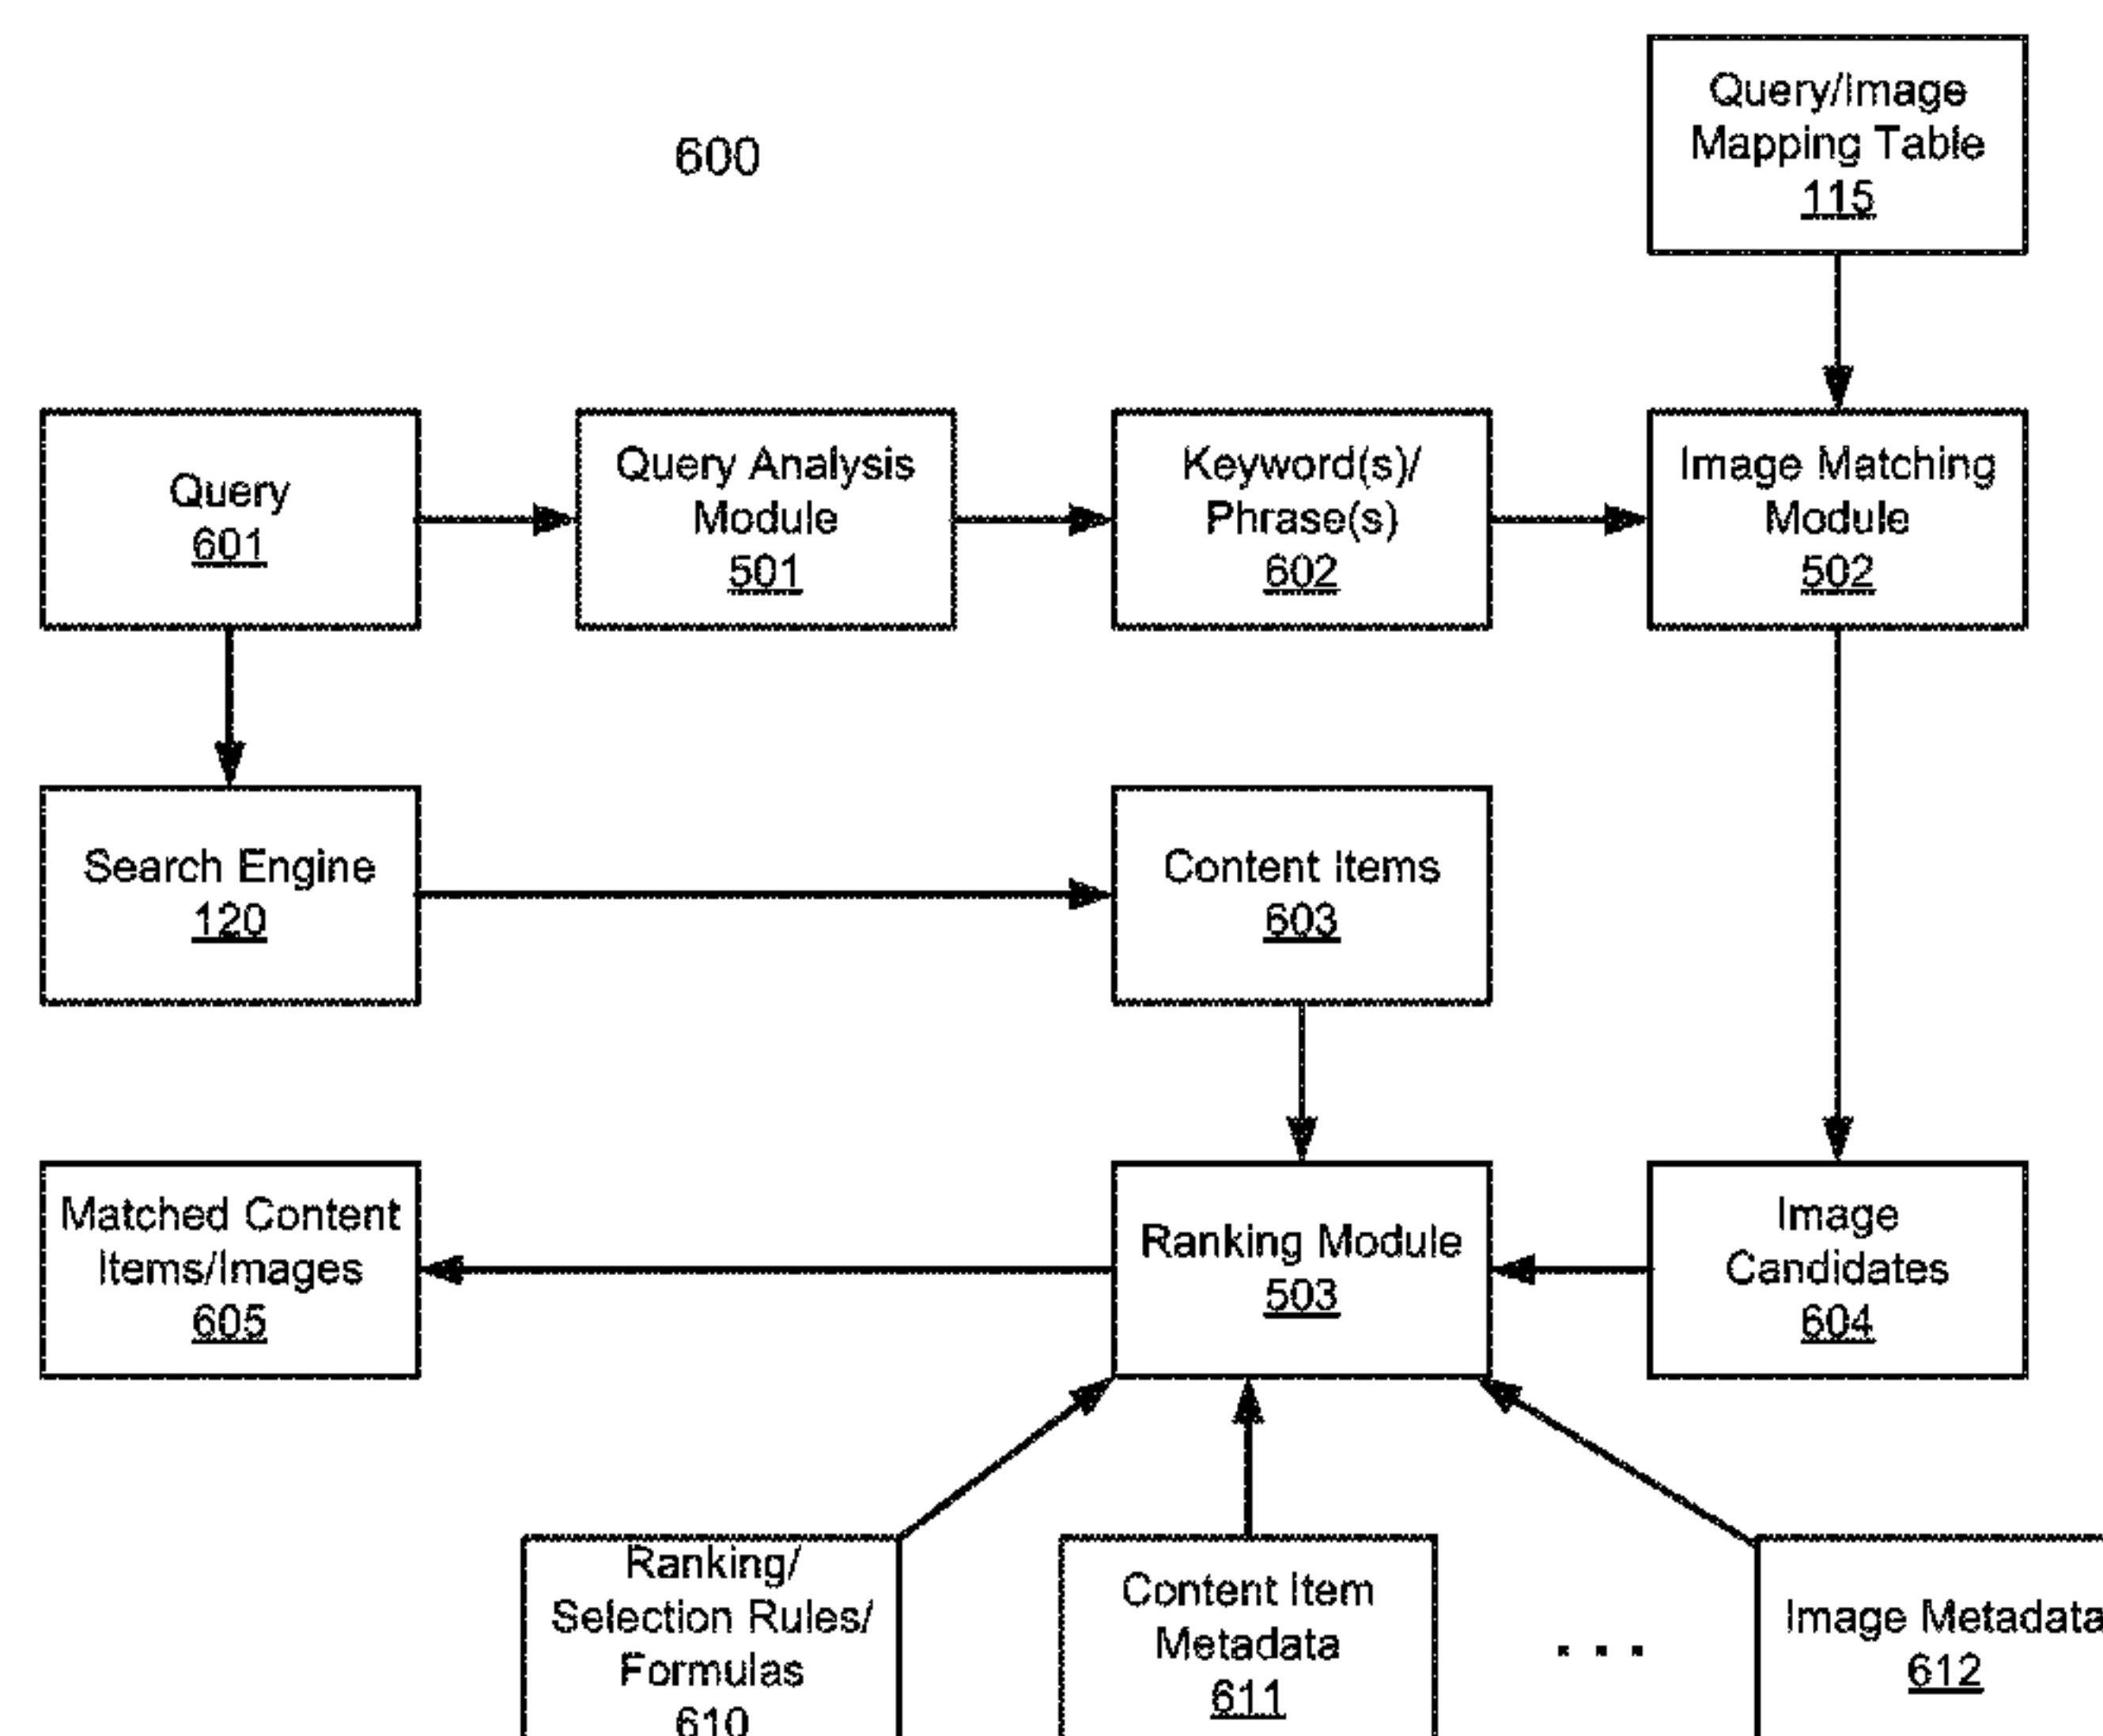 600
Query/Image
Mapping Table
115
Query
601
Query Analysis
Module
501
Keyword(s)/
Phrase(s)
602
Image Matching
Module
502
Search Engine
120
Content Items
603
Matched Content
Items/Images
605
Ranking Module
503
Image
Candidates
604
Ranking/
Selection Rules/
Formulas
610
Content Item
Metadata
611
. . .
Image Metadata
612